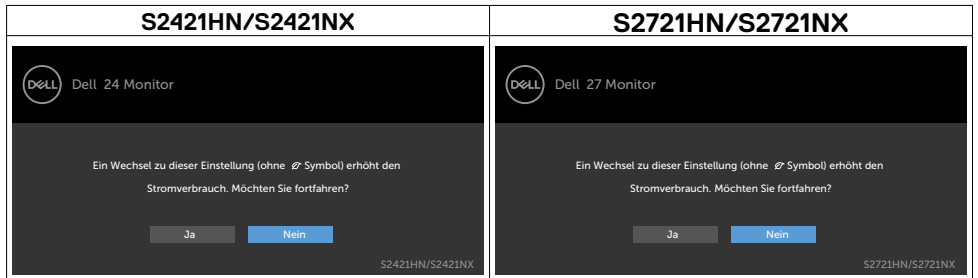 S2421HN/S2421NX
S2721HN/S2721NX
DELL Dell 24 Monitor
Ein Wechsel zu dieser Einstellung (ohne Symbol) erhöht den
Stromverbrauch. Möchten Sie fortfahren?
Ja Nein
S2421HN/S2421NX
DELL Dell 27 Monitor
Ein Wechsel zu dieser Einstellung (ohne Symbol) erhöht den
Stromverbrauch. Möchten Sie fortfahren?
Ja Nein
S2721HN/S2721NX